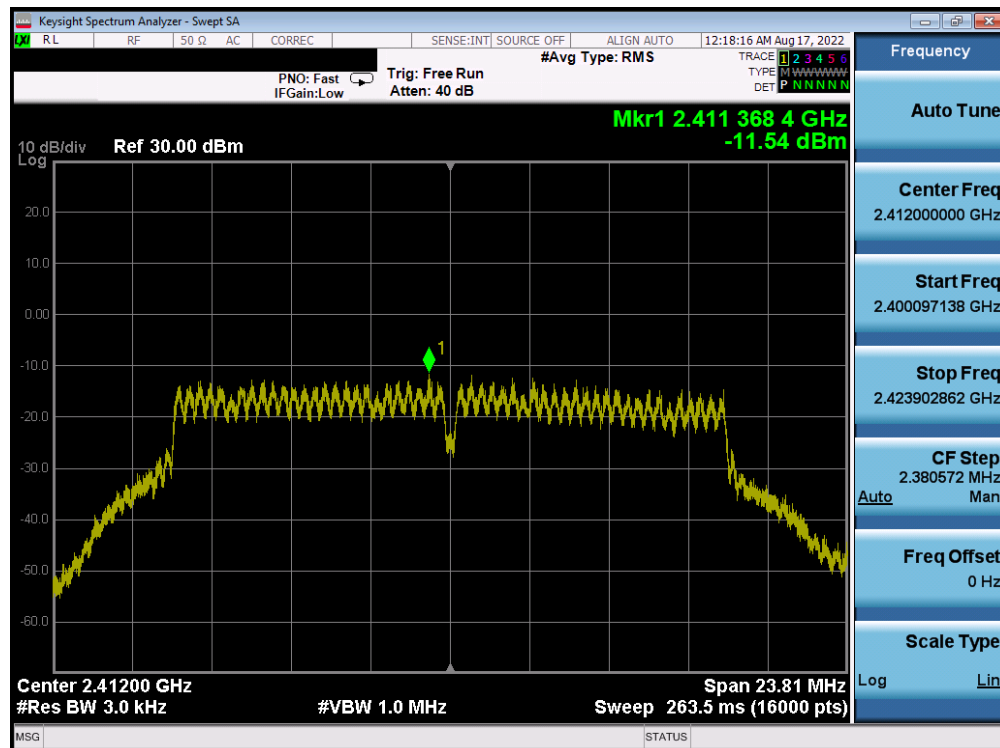 Keysight Spectrum Analyzer - Swept SA
LXI RL RF 50 Ω AC CORREC SENSE:INT SOURCE OFF ALIGN AUTO 12:18:16 AM Aug 17, 2022
PNO: Fast
IFGain:Low
Trig: Free Run
Atten: 40 dB
#Avg Type: RMS
TRACE 1 2 3 4 5 6
TYPE M WWWWW
DET P N N N N N
Mkr1 2.411 368 4 GHz
-11.54 dBm
10 dB/div Ref 30.00 dBm
Log
20.0
10.0
0.00
-10.0
-20.0
-30.0
-40.0
-50.0
-60.0
1
Center 2.41200 GHz Span 23.81 MHz
#Res BW 3.0 kHz #VBW 1.0 MHz Sweep 263.5 ms (16000 pts)
MSG STATUS
Frequency
Auto Tune
Center Freq
2.412000000 GHz
Start Freq
2.400097138 GHz
Stop Freq
2.423902862 GHz
CF Step
2.380572 MHz
Auto Man
Freq Offset
0 Hz
Scale Type
Log Lin